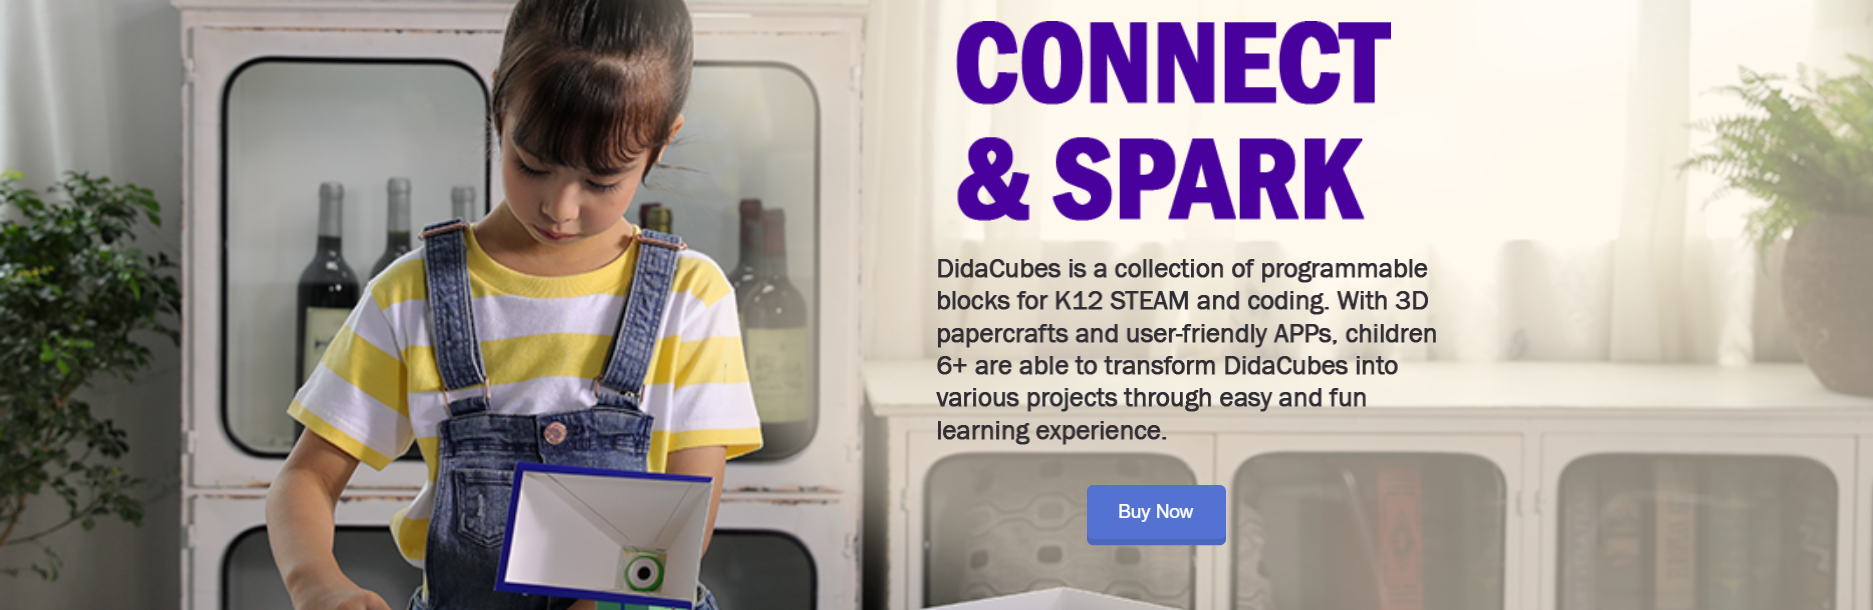 CONNECT
& SPARK
DidaCubes is a collection of programmable
blocks for K12 STEAM and coding. With 3D
papercrafts and user-friendly APPs, children
6+ are able to transform DidaCubes into
various projects through easy and fun
learning experience.
Buy Now